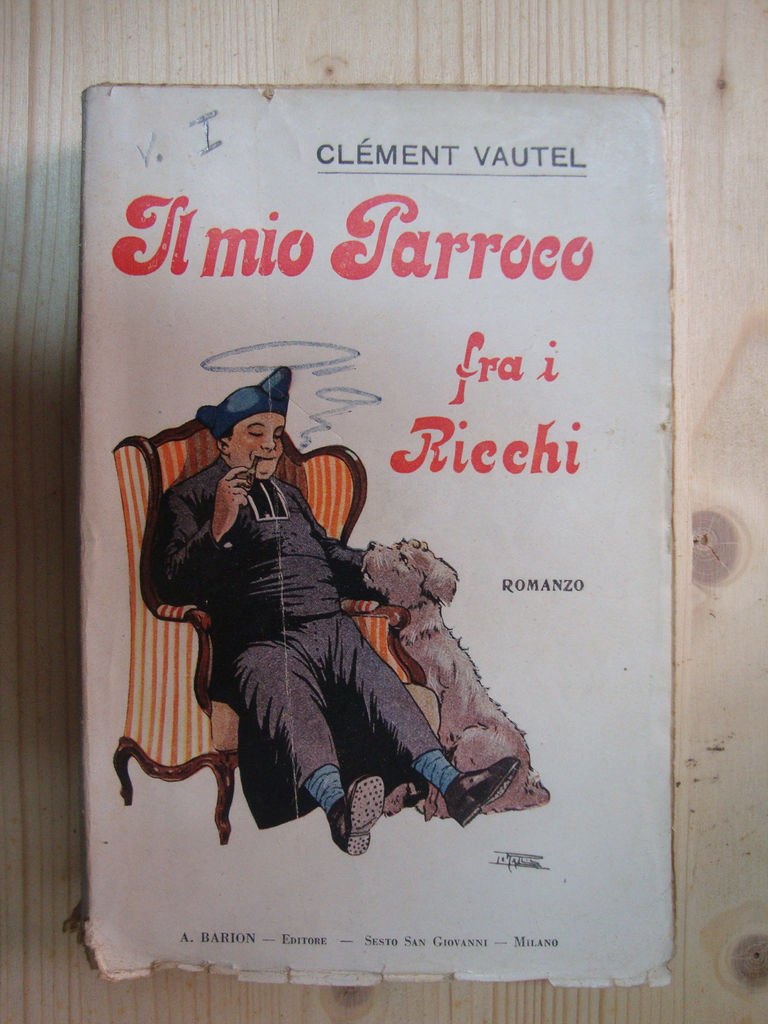 v. I
CLÉMENT VAUTEL
Il mio Parroco
fra i
Ricchi
ROMANZO
A. BARION — EDITORE — SESTO SAN GIOVANNI — MILANO